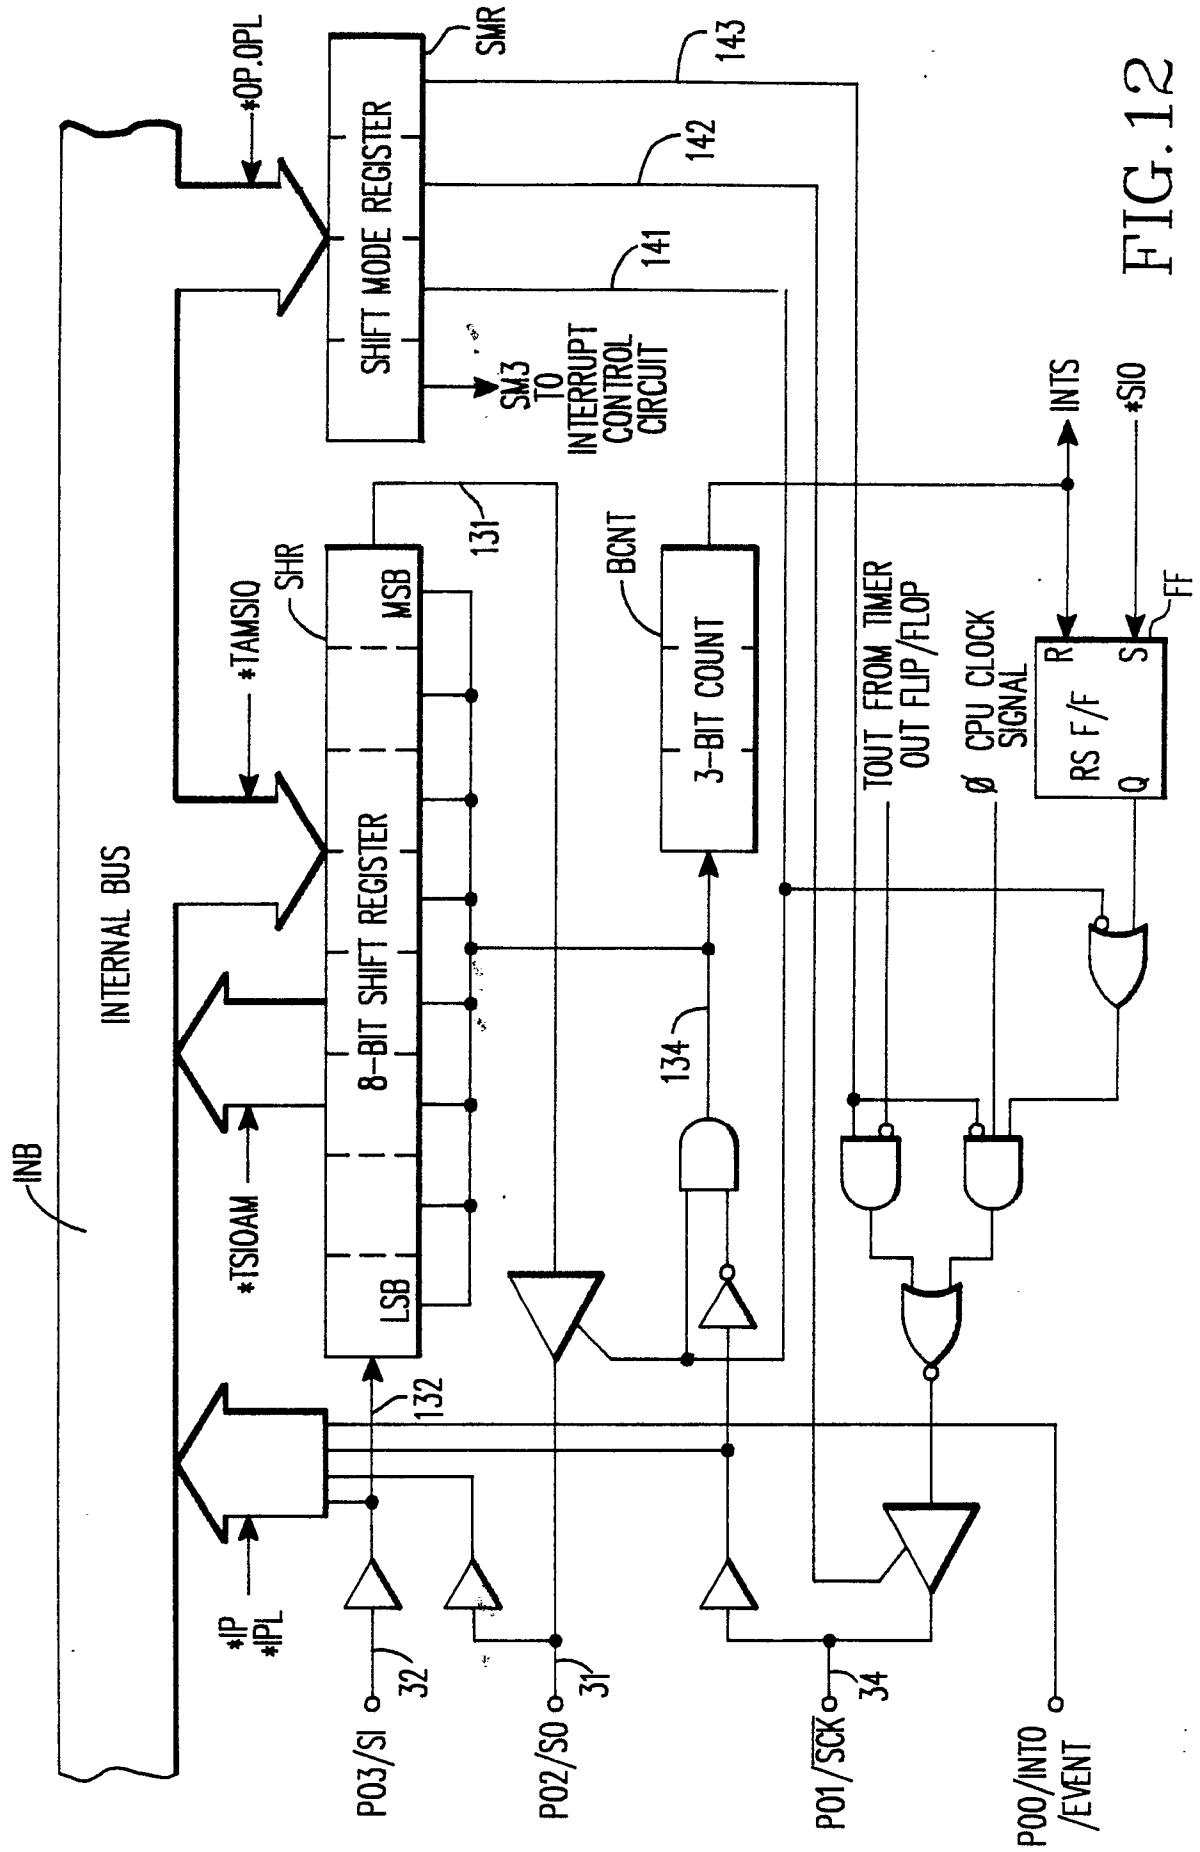 INB
INTERNAL BUS
*IP
*IPL
*TSIOAM
*TAMSIO
*OP.OPL
SHR
SMR
LSB
8-BIT SHIFT REGISTER
MSB
SHIFT MODE REGISTER
132
131
SM3
TO
INTERRUPT
CONTROL
CIRCUIT
141
142
143
P03/SI
32
P02/SO
31
P01/SCK
34
P00/INTO
/EVENT
134
BCNT
3-BIT COUNT
TOUT FROM TIMER
OUT FLIP/FLOP
Ø CPU CLOCK
SIGNAL
INTS
*SIO
R
S
RS F/F
Q
FF
FIG.12